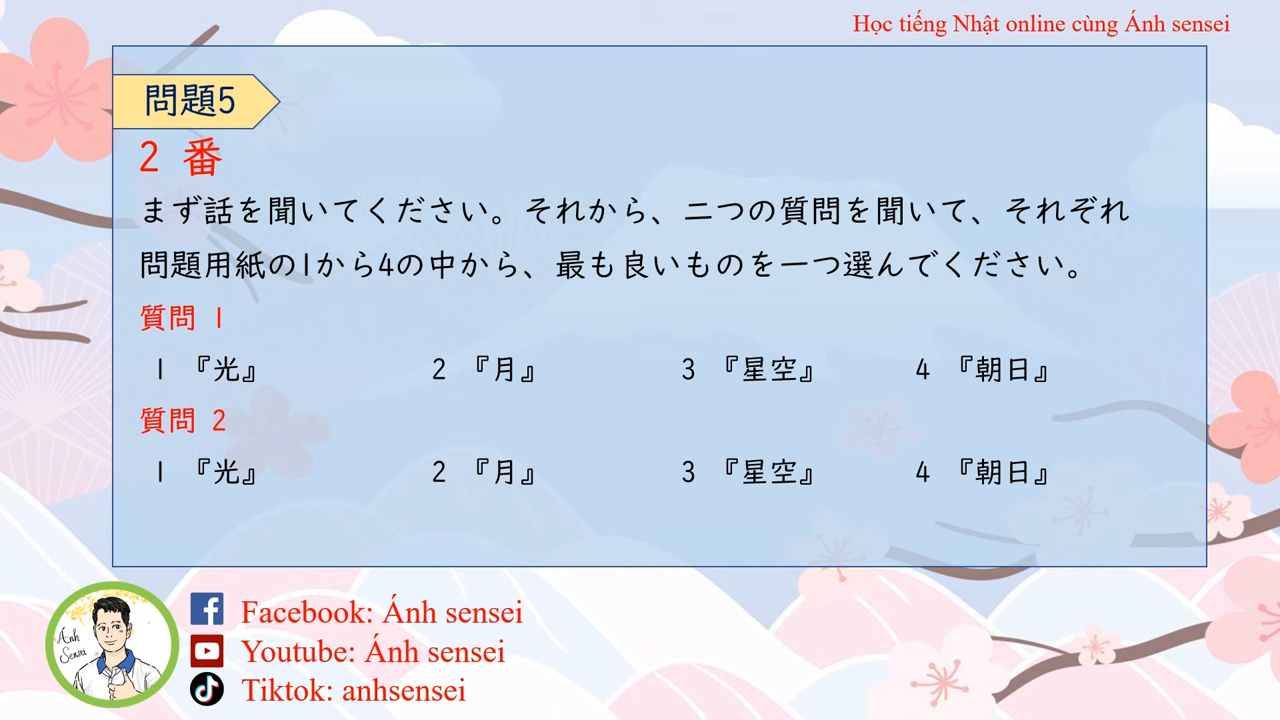 Học tiếng Nhật online cùng Ánh sensei
問題5
2 番
まず話を聞いてください。それから、二つの質問を聞いて、それぞれ
問題用紙の1から4の中から、最も良いものを一つ選んでください。
質問 1
1 『光』 2 『月』 3 『星空』 4 『朝日』
質問 2
1 『光』 2 『月』 3 『星空』 4 『朝日』
Ánh
Sensei
Facebook: Ánh sensei
Youtube: Ánh sensei
Tiktok: anhsensei